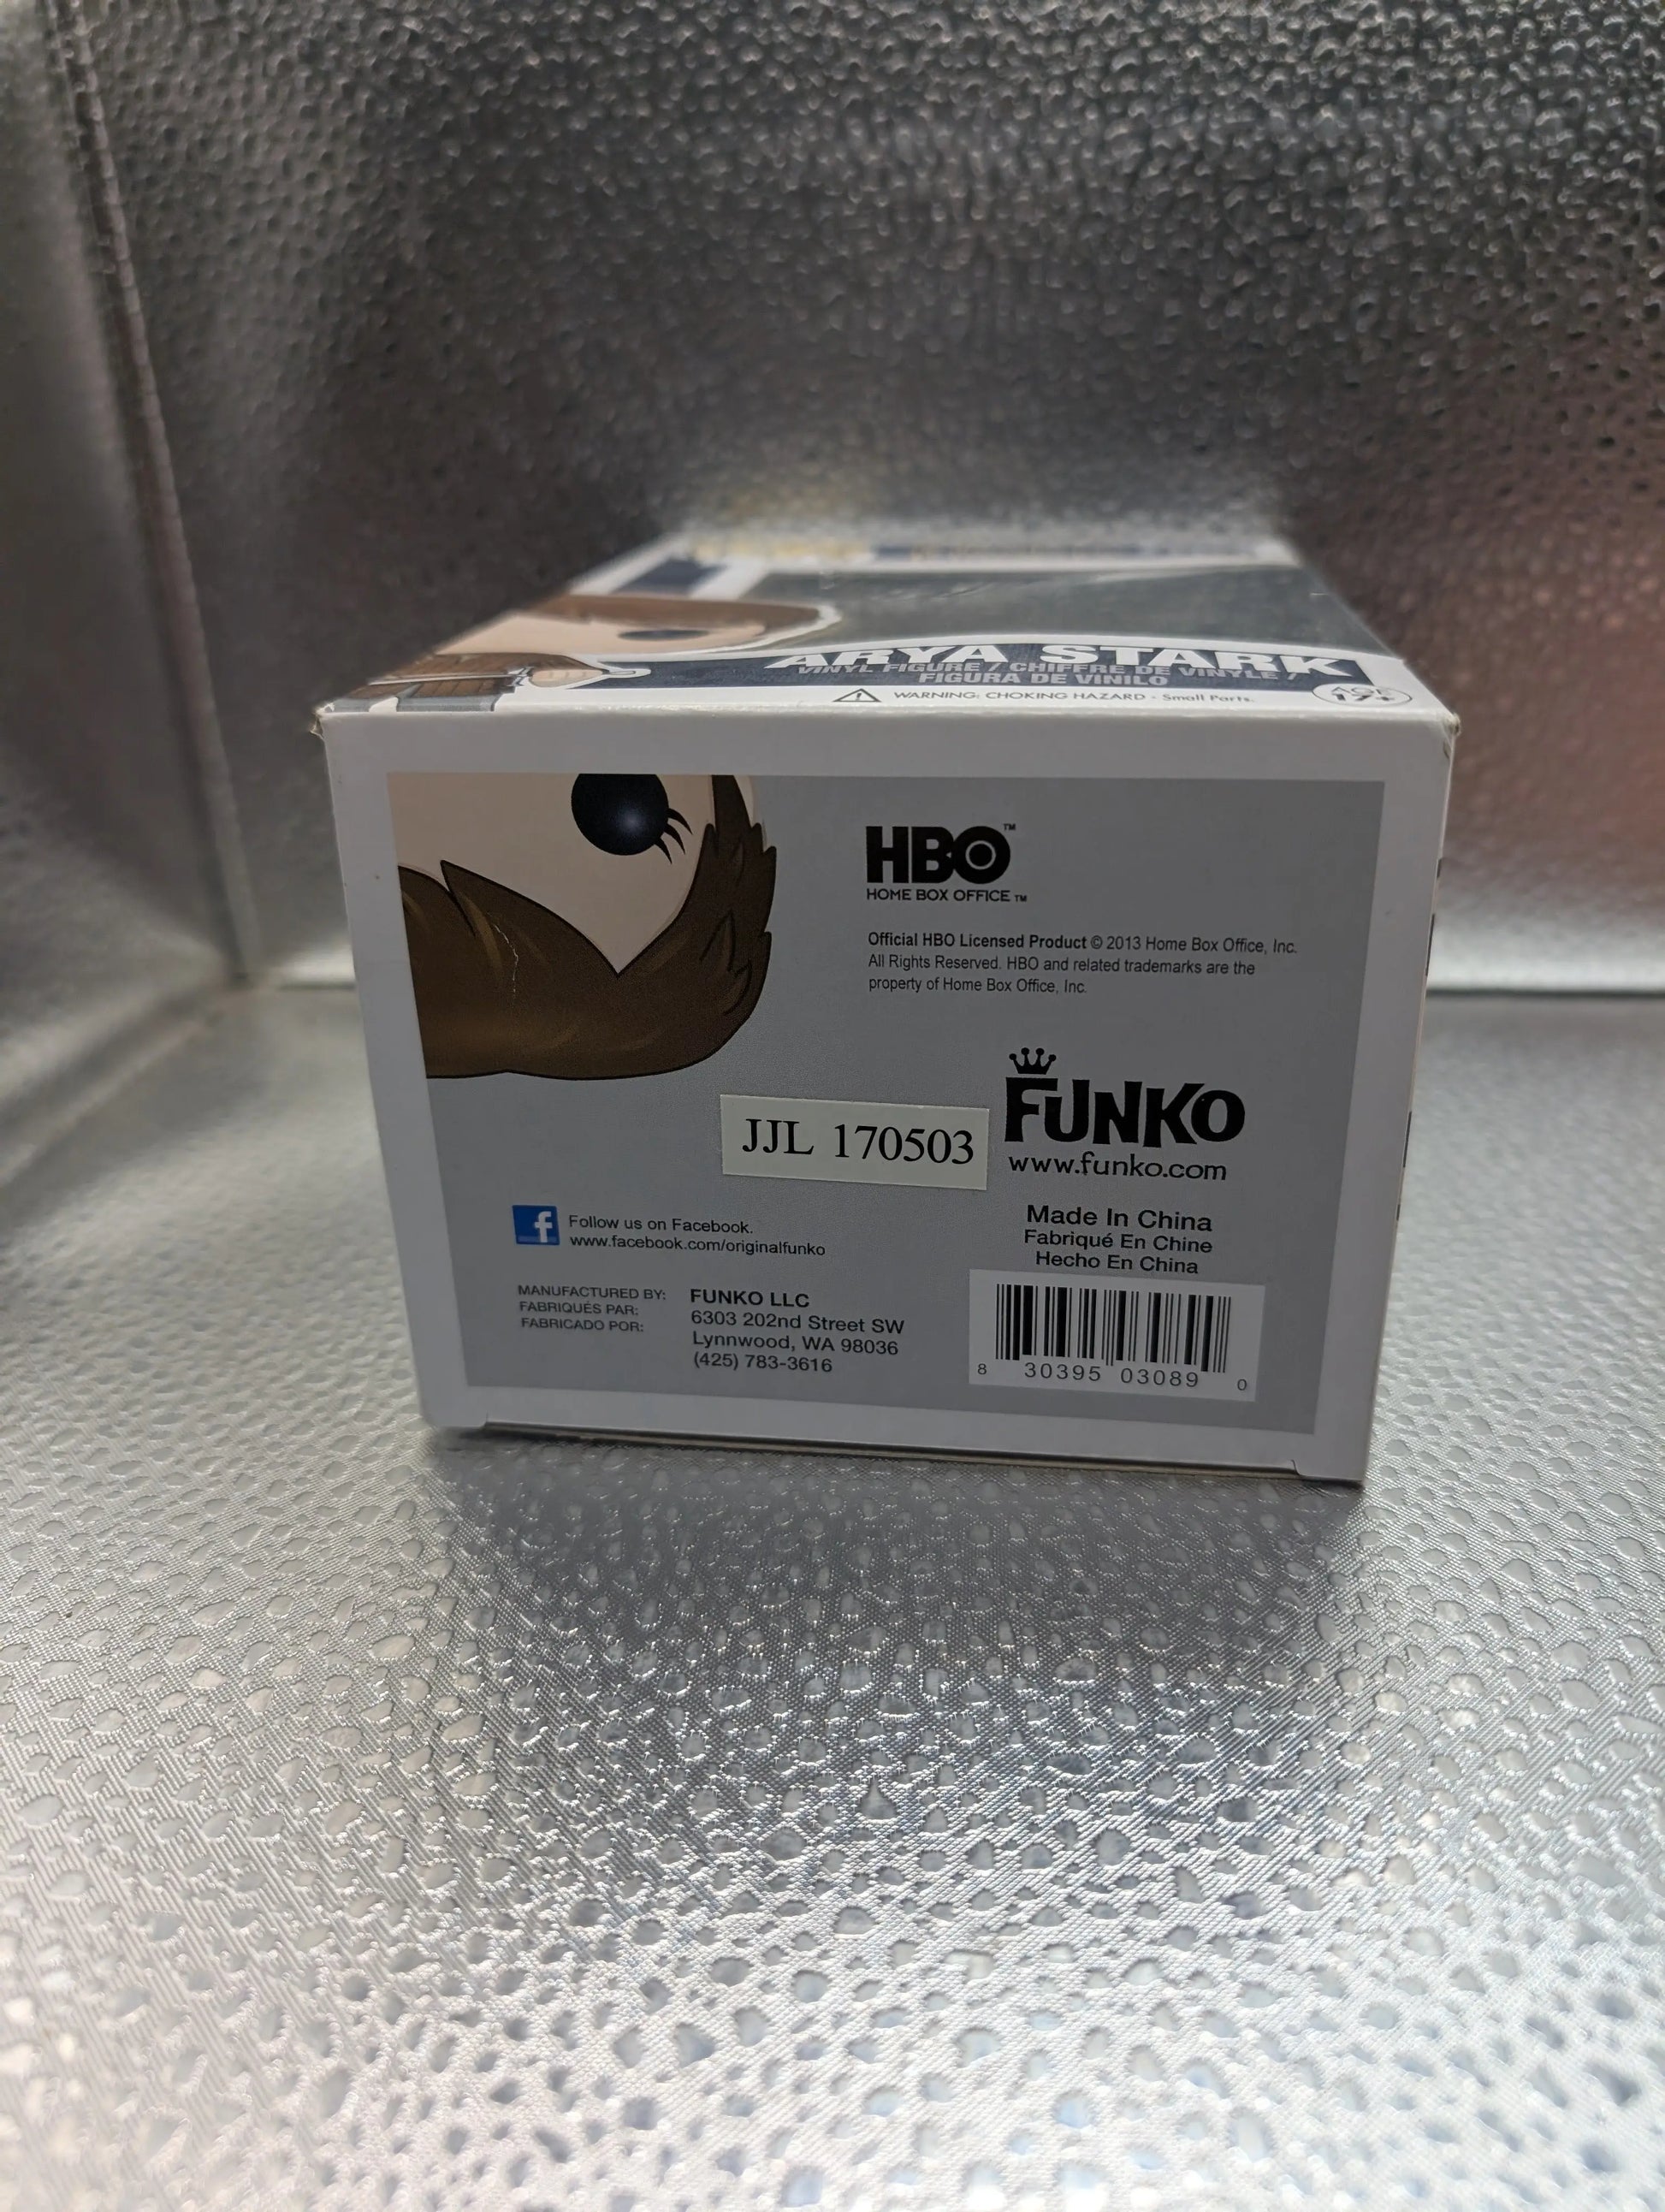 ARYA STARK
VINYL FIGURE / CHIFFRE DE VINYLE /
FIGURA DE VINILO
WARNING: CHOKING HAZARD - Small Parts.
AGE
17+
HBO™
HOME BOX OFFICE™
Official HBO Licensed Product © 2013 Home Box Office, Inc.
All Rights Reserved. HBO and related trademarks are the
property of Home Box Office, Inc.
FUNKO
www.funko.com
JJL 170503
Made In China
Fabriqué En Chine
Hecho En China
f
Follow us on Facebook.
www.facebook.com/originalfunko
MANUFACTURED BY:
FABRIQUÉS PAR:
FABRICADO POR:
FUNKO LLC
6303 202nd Street SW
Lynnwood, WA 98036
(425) 783-3616
8 30395 03089 0